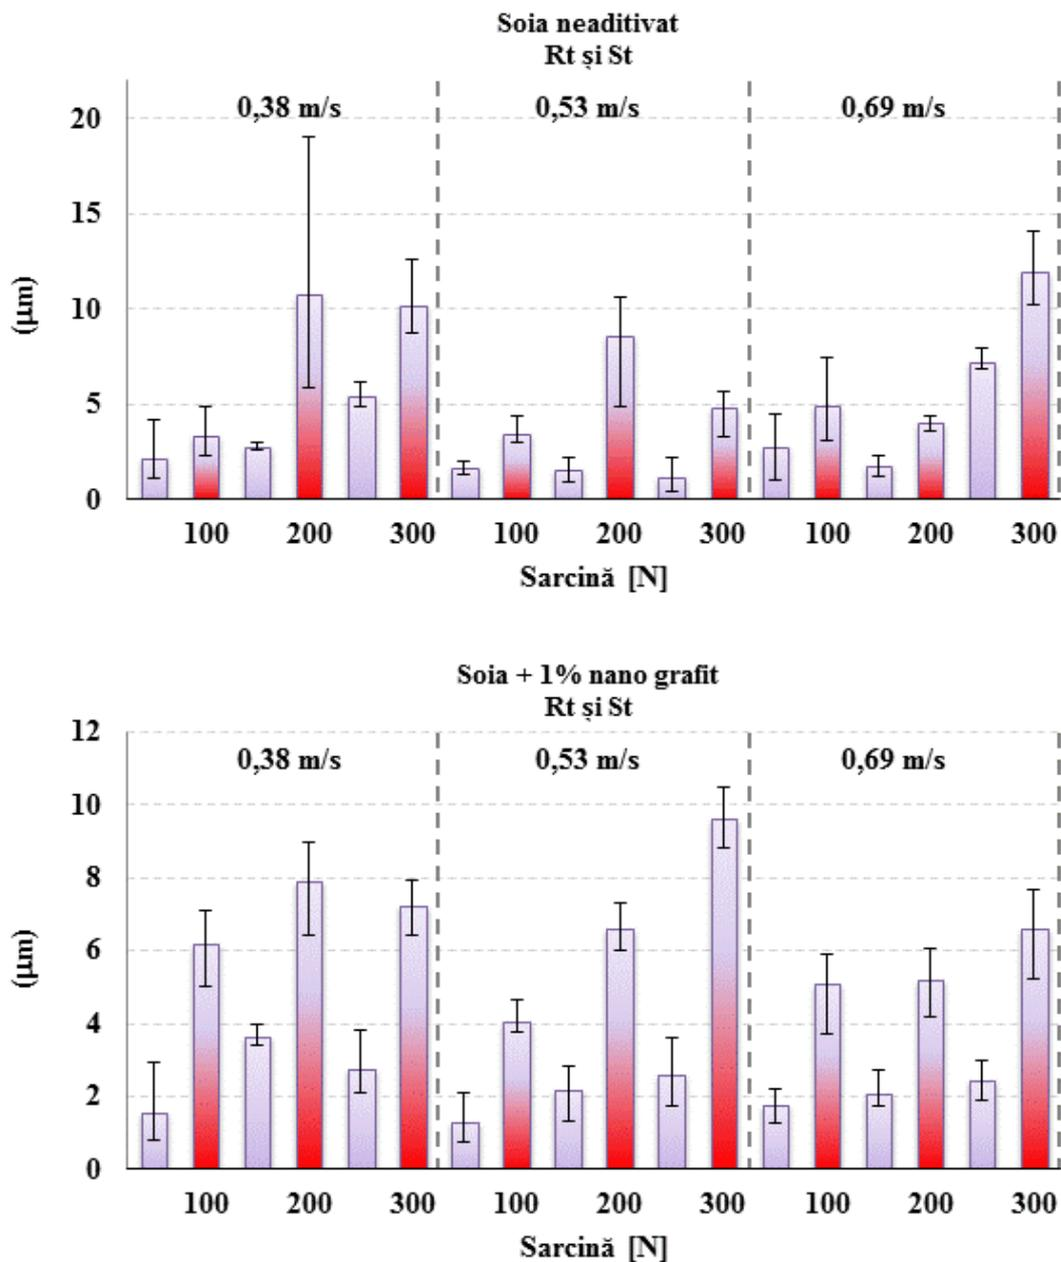 Soia neaditivat
Rt și St
0,38 m/s 0,53 m/s 0,69 m/s
20
15
10
5
0
(μm)
100 200 300 100 200 300 100 200 300
Sarcină [N]
Soia + 1% nano grafit
Rt și St
12
0,38 m/s 0,53 m/s 0,69 m/s
10
8
6
4
2
0
(μm)
100 200 300 100 200 300 100 200 300
Sarcină [N]